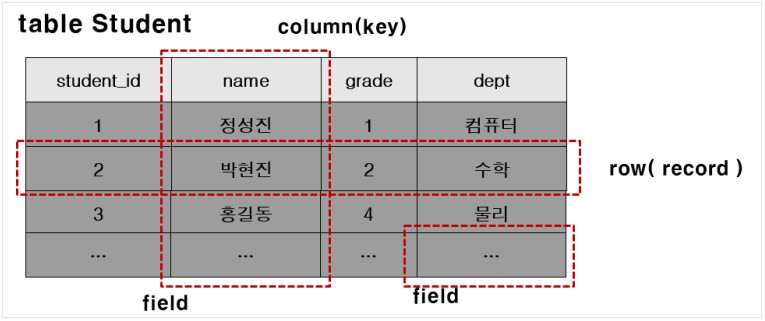 table Student
column(key)
student_id name grade dept
1 정성진 1 컴퓨터
2 박현진 2 수학
row( record )
3 홍길동 4 물리
... ... ... ...
field
field